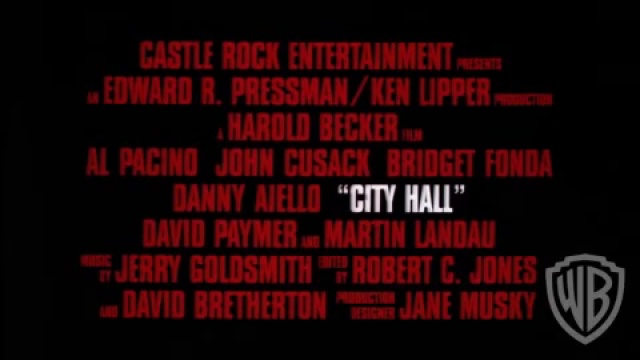 CASTLE ROCK ENTERTAINMENT PRESENTS
AN EDWARD R. PRESSMAN/KEN LIPPER PRODUCTION
A HAROLD BECKER FILM
AL PACINO JOHN CUSACK BRIDGET FONDA
DANNY AIELLO "CITY HALL"
DAVID PAYMER AND MARTIN LANDAU
MUSIC BY JERRY GOLDSMITH EDITED BY ROBERT C. JONES
AND DAVID BRETHERTON PRODUCTION DESIGNER JANE MUSKY
WB